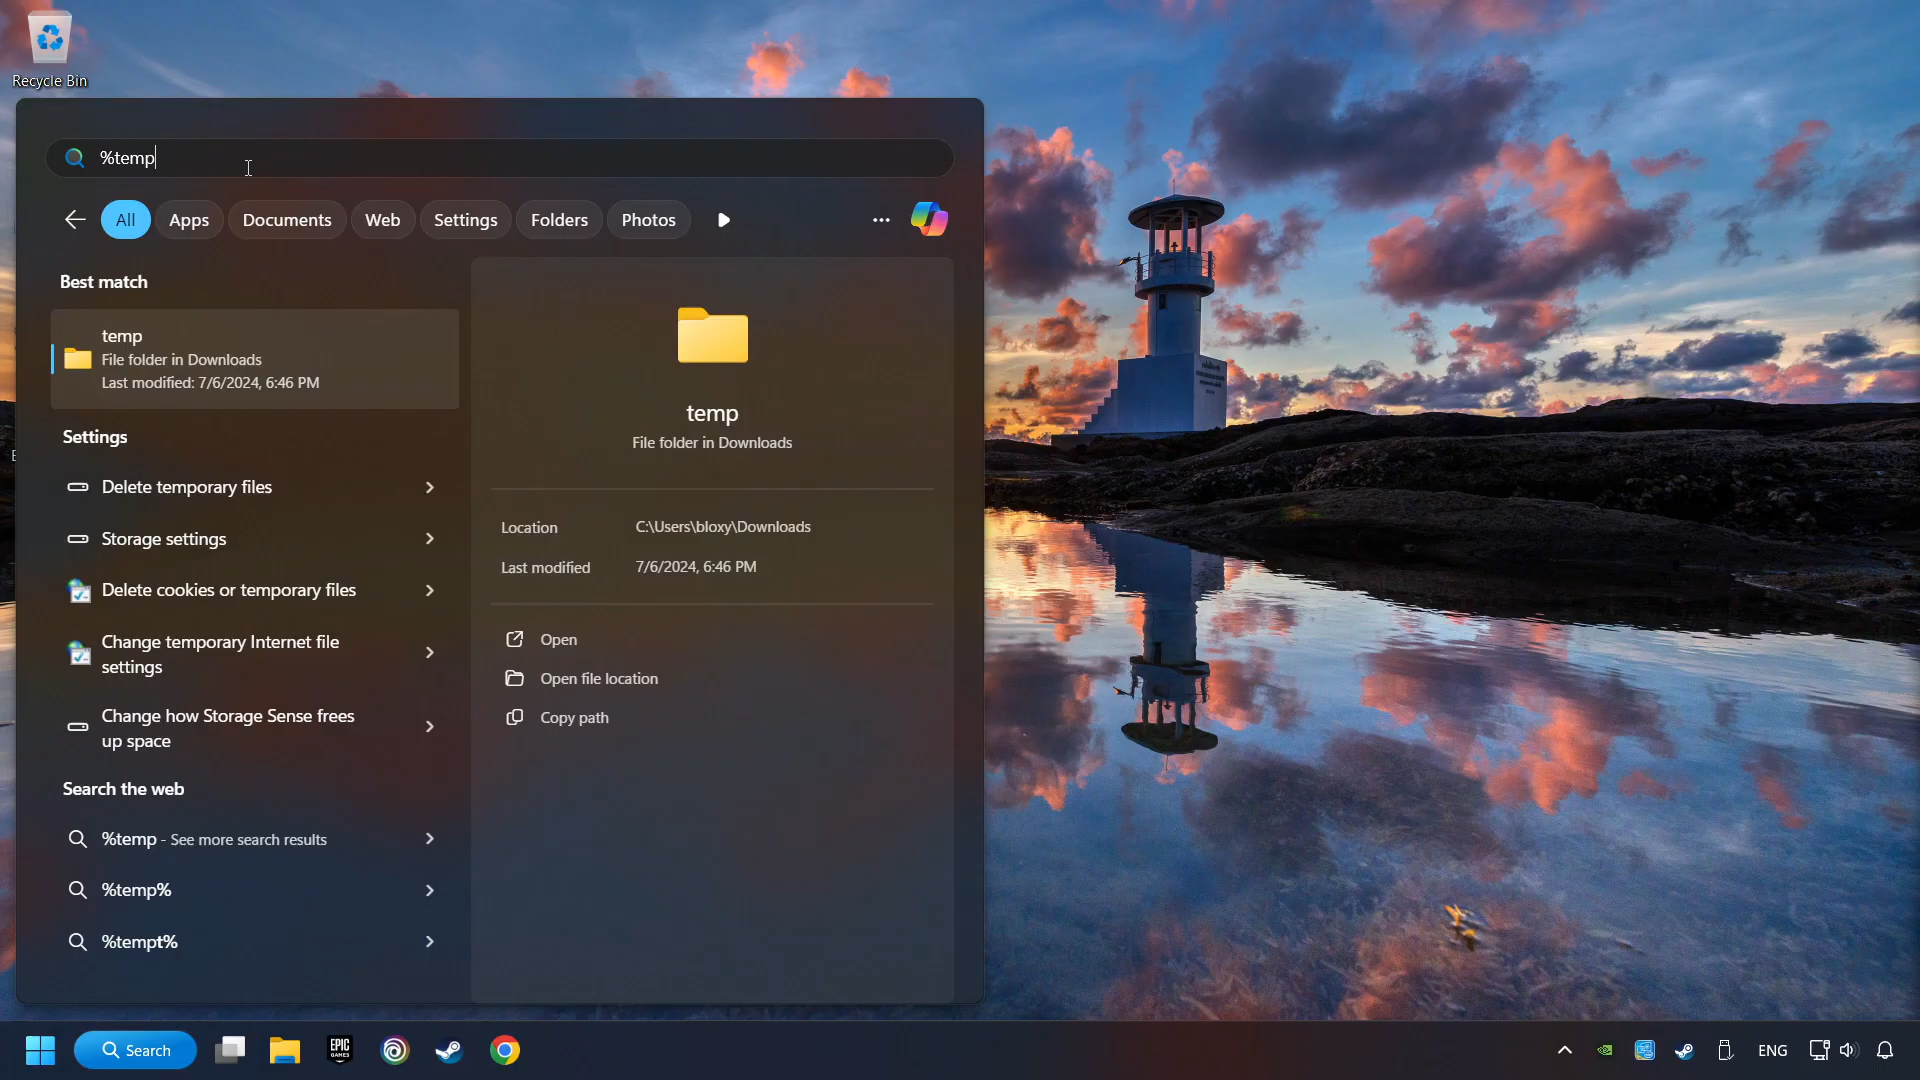 Recycle Bin
%temp
All
Apps
Documents
Web
Settings
Folders
Photos
Best match
temp
File folder in Downloads
Last modified: 7/6/2024, 6:46 PM
Settings
Delete temporary files
Storage settings
Delete cookies or temporary files
Change temporary Internet file
settings
Change how Storage Sense frees
up space
Search the web
%temp - See more search results
%temp%
%tempt%
temp
File folder in Downloads
Location C:\Users\bloxy\Downloads
Last modified 7/6/2024, 6:46 PM
Open
Open file location
Copy path
Search
EPIC
GAMES
ENG